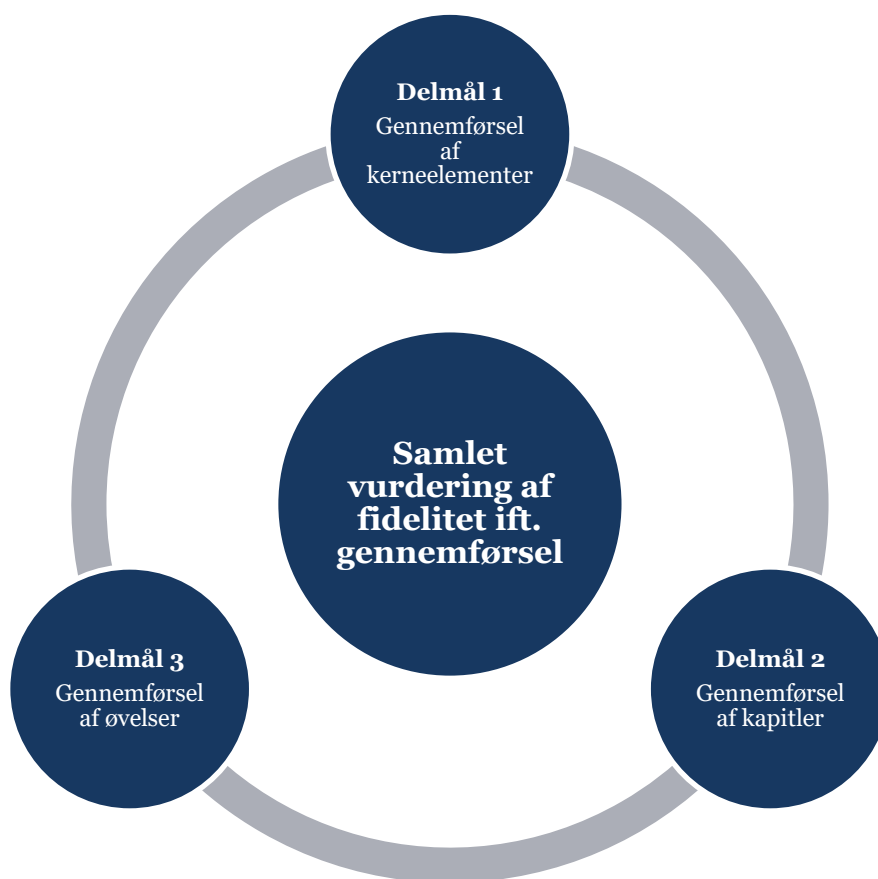 Delmål 1
Gennemførsel
af
kerneelementer
Samlet
vurdering af
fidelitet ift.
gennemførsel
Delmål 3
Gennemførsel
af øvelser
Delmål 2
Gennemførsel
af kapitler